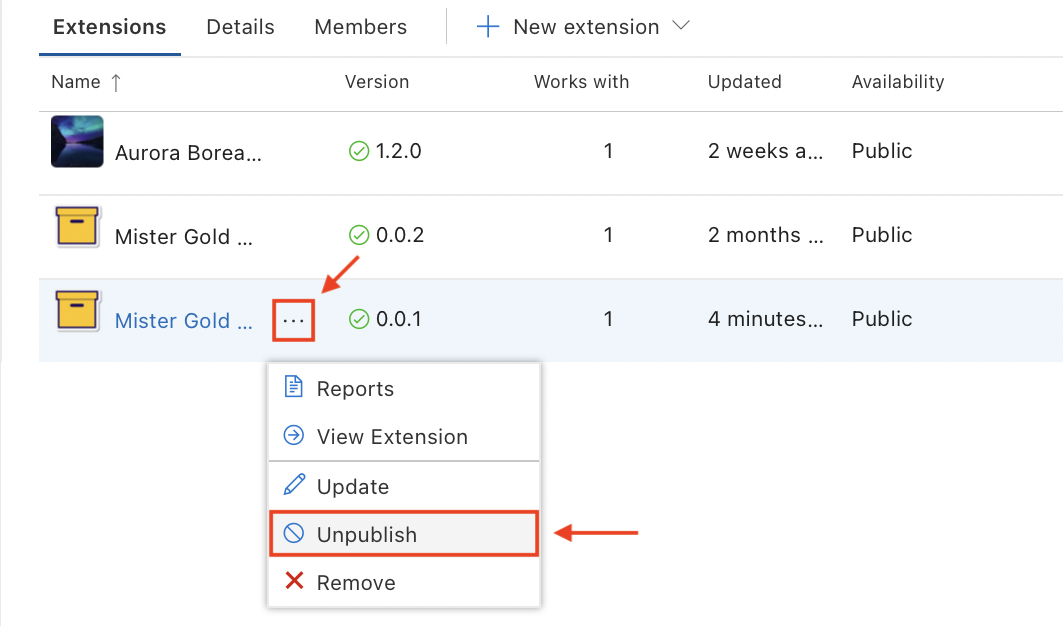 Extensions Details Members New extension
Name ↑ Version Works with Updated Availability
Aurora Borea... 1.2.0 1 2 weeks a... Public
Mister Gold ... 0.0.2 1 2 months ... Public
Mister Gold ... ··· 0.0.1 1 4 minutes... Public
Reports
View Extension
Update
Unpublish
Remove